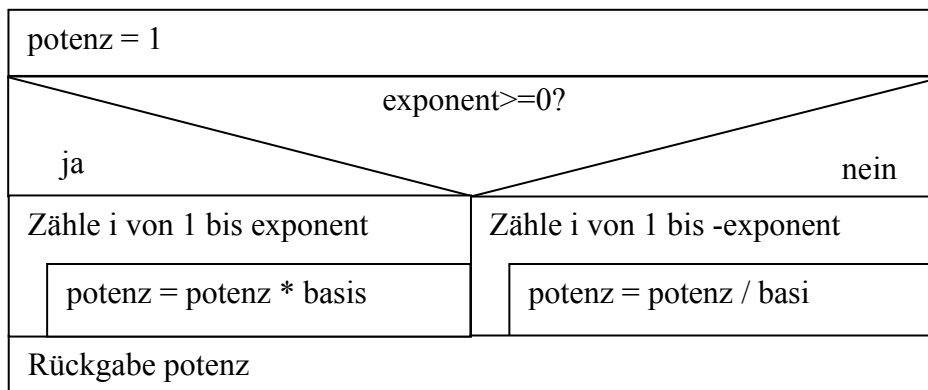 potenz = 1
exponent>=0?
ja
nein
Zähle i von 1 bis exponent
Zähle i von 1 bis -exponent
potenz = potenz * basis
potenz = potenz / basi
Rückgabe potenz